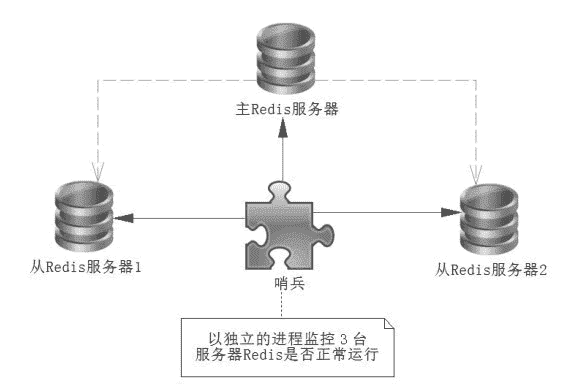 主Redis服务器
从Redis服务器1
从Redis服务器2
哨兵
以独立的进程监控3台
服务器Redis是否正常运行